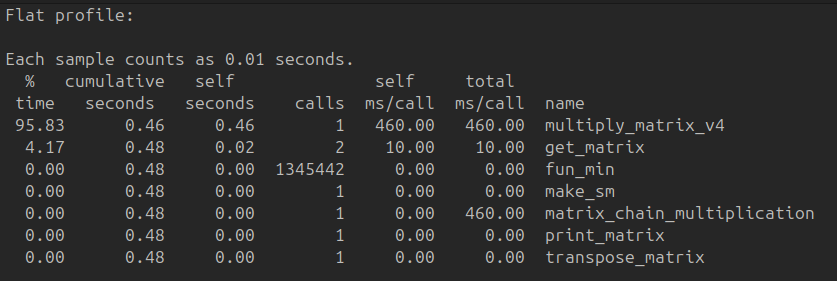 Flat profile:

Each sample counts as 0.01 seconds.
  %   cumulative   self              self     total
 time   seconds   seconds    calls  ms/call  ms/call  name
 95.83      0.46     0.46        1   460.00   460.00  multiply_matrix_v4
  4.17      0.48     0.02        2    10.00    10.00  get_matrix
  0.00      0.48     0.00  1345442     0.00     0.00  fun_min
  0.00      0.48     0.00        1     0.00     0.00  make_sm
  0.00      0.48     0.00        1     0.00   460.00  matrix_chain_multiplication
  0.00      0.48     0.00        1     0.00     0.00  print_matrix
  0.00      0.48     0.00        1     0.00     0.00  transpose_matrix